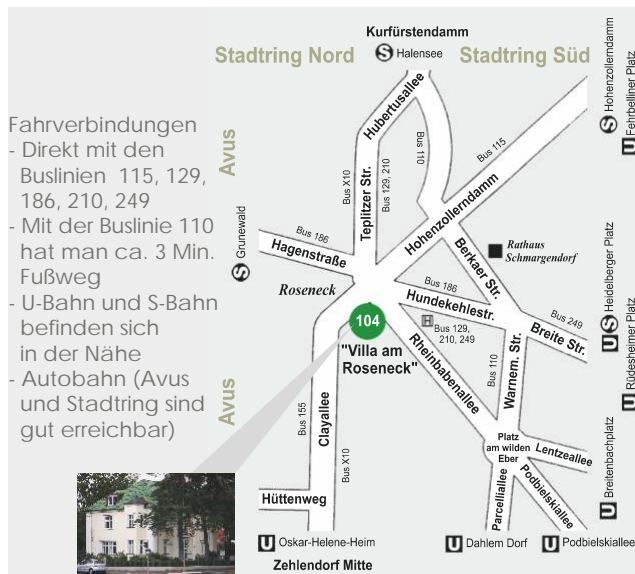 Fahrverbindungen
- Direkt mit den
Buslinien 115, 129,
186, 210, 249
- Mit der Buslinie 110
hat man ca. 3 Min.
Fußweg
- U-Bahn und S-Bahn
befinden sich
in der Nähe
- Autobahn (Avus
und Stadtring sind
gut erreichbar)
Kurfürstendamm
Stadtring Nord
S Halensee
Stadtring Süd
Avus
Avus
Hubertusallee
Bus 110
Bus X10
Teplitzer Str.
Bus 129, 210
Bus 115
Hohenzollerndamm
S Hohenzollerndamm
U Fehrbelliner Platz
S Grunewald
Bus 186
Hagenstraße
Berkaer Str.
Rathaus
Schmargendorf
Roseneck
Bus 186
Hundekehlestr.
104
"Villa am
Roseneck"
H
Bus 129,
210, 249
Bus 249
Breite Str.
U S Heidelberger Platz
U Rüdesheimer Platz
Rheinbabenallee
Bus 110
Warnem. Str.
Bus 155
Clayallee
Bus X10
Platz
am wilden
Eber
Lentzeallee
U Breitenbachplatz
Hüttenweg
Parcelliallee
Podbielskiallee
U Oskar-Helene-Heim
U Dahlem Dorf
U Podbielskiallee
Zehlendorf Mitte